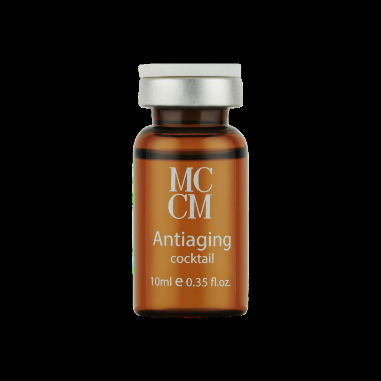 MC
CM
Antiaging
cocktail
10ml e 0.35 fl.oz.